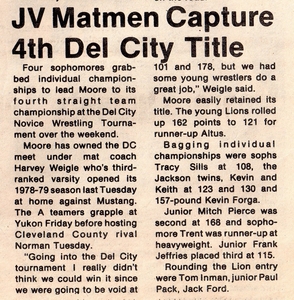 JV Matmen Capture
4th Del City Title
Four sophomores grab-
bed individual champion-
ships to lead Moore to its
fourth straight team
championship at the Del City
Novice Wrestling Tourna-
ment over the weekend.
Moore has owned the DC
meet under mat coach
Harvey Weigle who's third-
ranked varsity opened its
1978-79 season last Tuesday
at home against Mustang.
The A teamers grapple at
Yukon Friday before hosting
Cleveland County rival
Norman Tuesday.
"Going into the Del City
tournament I really didn't
think we could win it since
we were going to be void at
101 and 178, but we had
some young wrestlers do a
great job," Weigle said.
Moore easily retained its
title. The young Lions rolled
up 162 points to 121 for
runner-up Altus.
Bagging individual
championships were sophs
Tracy Sills at 108, the
Jackson twins, Kevin and
Keith at 123 and 130 and
157-pound Kevin Forga.
Junior Mitch Pierce was
second at 168 and sopho-
more Trent was runner-up at
heavyweight. Junior Frank
Jeffries placed third at 115.
Rounding the Lion entry
were Tom Inman, junior Paul
Pack, Jack Ford.